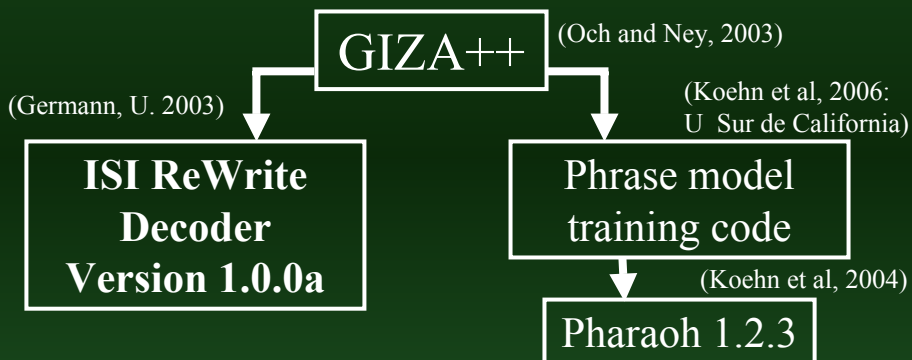 GIZA++
(Och and Ney, 2003)
(Germann, U. 2003)
ISI ReWrite
Decoder
Version 1.0.0a
(Koehn et al, 2006:
U Sur de California)
Phrase model
training code
(Koehn et al, 2004)
Pharaoh 1.2.3